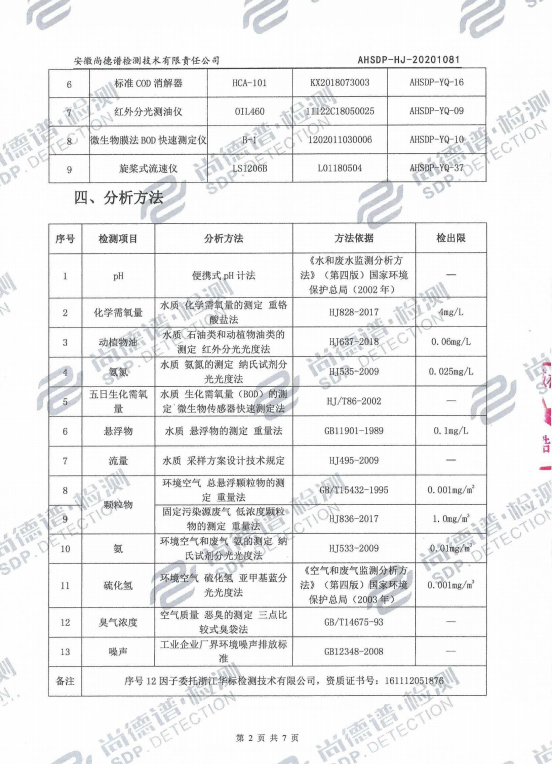 安徽尚德谱检测技术有限责任公司 AHSDP-HJ-20201081
6 标准 COD 消解器 HCA-101 KX2018073003 AHSDP-YQ-16
7 红外分光测油仪 OIL460 11122C18050025 AHSDP-YQ-09
8 微生物膜法 BOD 快速测定仪 B-1 1202011030006 AHSDP-YQ-10
9 旋桨式流速仪 LS1206B L01180504 AHSDP-YQ-37
四、分析方法
序号 检测项目 分析方法 方法依据 检出限
1 pH 便携式 pH 计法 《水和废水监测分析方
法》（第四版）国家环境
保护总局（2002 年） —
2 化学需氧量 水质 化学需氧量的测定 重铬
酸盐法 HJ828-2017 4mg/L
3 动植物油 水质 石油类和动植物油类的
测定 红外分光光度法 HJ637-2018 0.06mg/L
4 氨氮 水质 氨氮的测定 纳氏试剂分
光光度法 HJ535-2009 0.025mg/L
5 五日生化需氧
量 水质 生化需氧量（BOD）的测
定 微生物传感器快速测定法 HJ/T86-2002 —
6 悬浮物 水质 悬浮物的测定 重量法 GB11901-1989 0.1mg/L
7 流量 水质 采样方案设计技术规定 HJ495-2009 —
8 颗粒物 环境空气 总悬浮颗粒物的测
定 重量法 GB/T15432-1995 0.001mg/m³
9 固定污染源废气 低浓度颗粒
物的测定 重量法 HJ836-2017 1.0mg/m³
10 氨 环境空气和废气 氨的测定 纳
氏试剂分光光度法 HJ533-2009 0.01mg/m³
11 硫化氢 环境空气 硫化氢 亚甲基蓝分
光光度法 《空气和废气监测分析方
法》（第四版）国家环境
保护总局（2003 年） 0.001mg/m³
12 臭气浓度 空气质量 恶臭的测定 三点比
较式臭袋法 GB/T14675-93 —
13 噪声 工业企业厂界环境噪声排放标
准 GB12348-2008 —
备注 序号 12 因子委托浙江华标检测技术有限公司，资质证书号：161112051876
第 2 页 共 7 页
尚德谱·检测
SDP. DETECTION